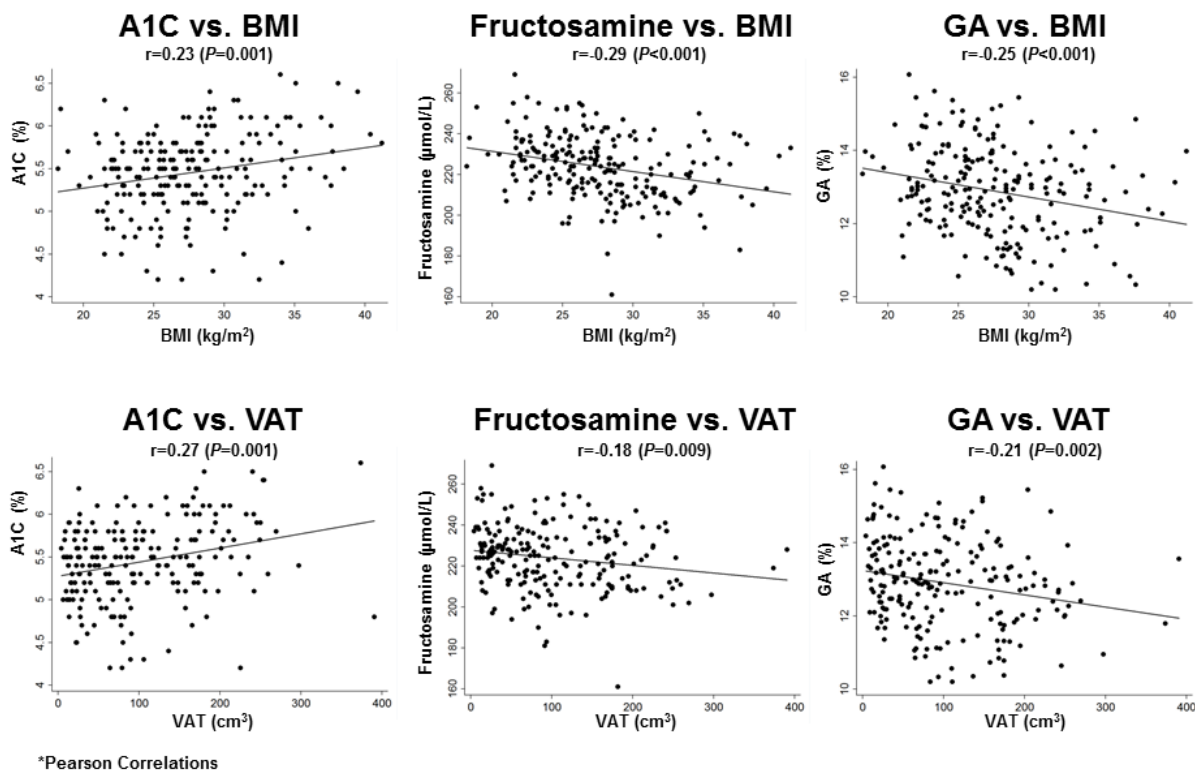 A1C vs. BMI
r=0.23 (P=0.001)
A1C (%)
4 4.5 5 5.5 6 6.5
20 25 30 35 40
BMI (kg/m²)
Fructosamine vs. BMI
r=-0.29 (P<0.001)
Fructosamine (µmol/L)
160 180 200 220 240 260
20 25 30 35 40
BMI (kg/m²)
GA vs. BMI
r=-0.25 (P<0.001)
GA (%)
10 12 14 16
20 25 30 35 40
BMI (kg/m²)
A1C vs. VAT
r=0.27 (P=0.001)
A1C (%)
4 4.5 5 5.5 6 6.5
0 100 200 300 400
VAT (cm³)
Fructosamine vs. VAT
r=-0.18 (P=0.009)
Fructosamine (µmol/L)
160 180 200 220 240 260
0 100 200 300 400
VAT (cm³)
GA vs. VAT
r=-0.21 (P=0.002)
GA (%)
10 12 14 16
0 100 200 300 400
VAT (cm³)
*Pearson Correlations